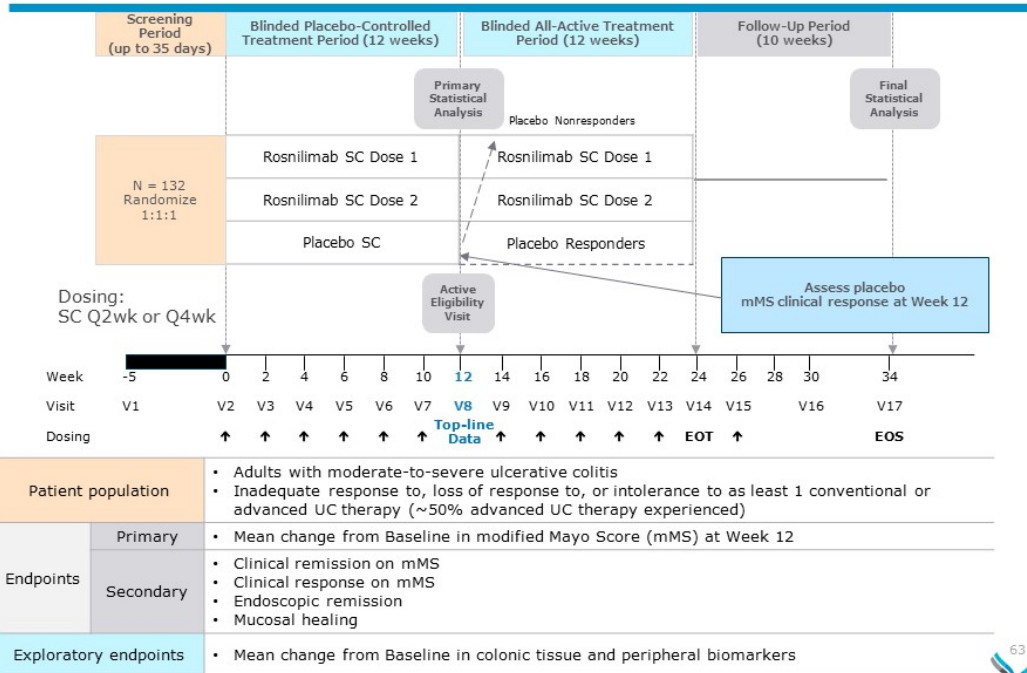 Screening
Period
(up to 35 days)
Blinded Placebo-Controlled
Treatment Period (12 weeks)
Blinded All-Active Treatment
Period (12 weeks)
Follow-Up Period
(10 weeks)
Primary
Statistical
Analysis
Final
Statistical
Analysis
Placebo Nonresponders
N = 132
Randomize
1:1:1
Rosnilimab SC Dose 1
Rosnilimab SC Dose 1
Rosnilimab SC Dose 2
Rosnilimab SC Dose 2
Placebo SC
Placebo Responders
Dosing:
SC Q2wk or Q4wk
Active
Eligibility
Visit
Assess placebo
mMS clinical response at Week 12
Week -5 0 2 4 6 8 10 12 14 16 18 20 22 24 26 28 30 34
Visit V1 V2 V3 V4 V5 V6 V7 V8 V9 V10 V11 V12 V13 V14 V15 V16 V17
Dosing ↑ ↑ ↑ ↑ ↑ ↑ Top-line Data ↑ ↑ ↑ ↑ ↑ EOT ↑ EOS
Patient population
• Adults with moderate-to-severe ulcerative colitis
• Inadequate response to, loss of response to, or intolerance to as least 1 conventional or
advanced UC therapy (~50% advanced UC therapy experienced)
Endpoints
Primary
• Mean change from Baseline in modified Mayo Score (mMS) at Week 12
Secondary
• Clinical remission on mMS
• Clinical response on mMS
• Endoscopic remission
• Mucosal healing
Exploratory endpoints
• Mean change from Baseline in colonic tissue and peripheral biomarkers
63